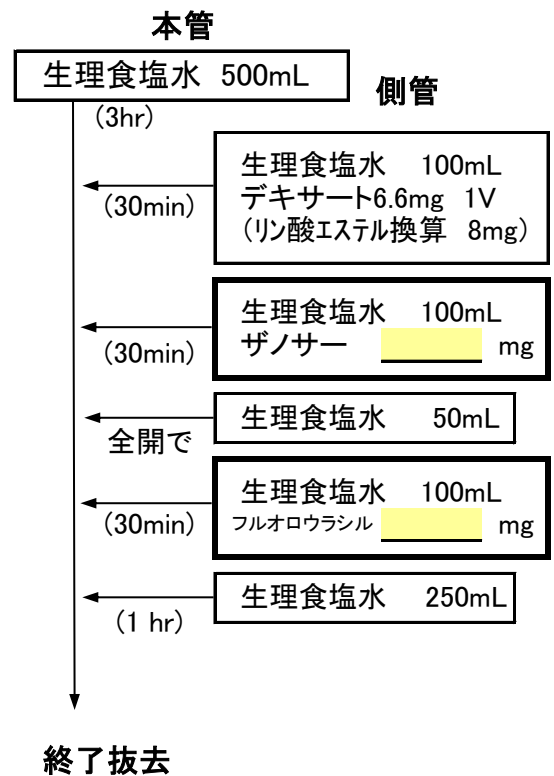 本管
生理食塩水 500mL
側管
(3hr)
生理食塩水 100mL
デキサート6.6mg 1V
(リン酸エステル換算 8mg)
(30min)
生理食塩水 100mL
ザノサー mg
(30min)
生理食塩水 50mL
全開で
生理食塩水 100mL
フルオロウラシル mg
(30min)
生理食塩水 250mL
(1 hr)
終了抜去